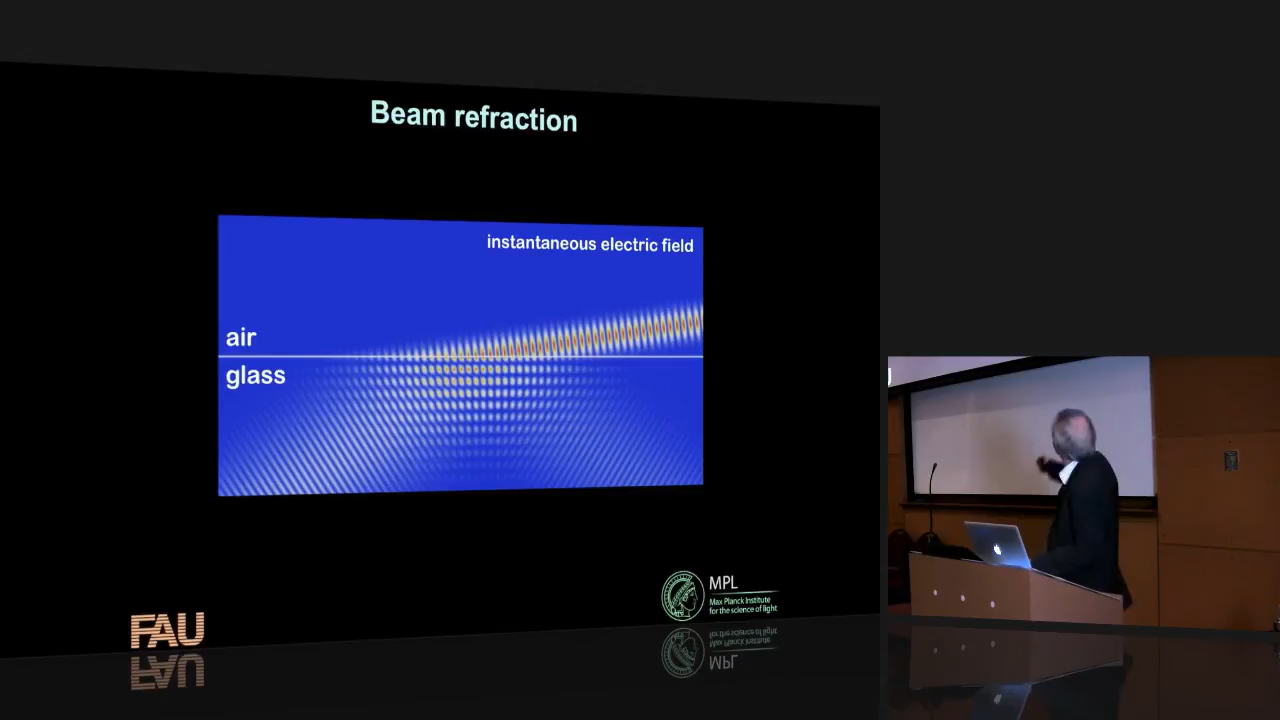 Beam refraction
instantaneous electric field
air
glass
MPL
Max Planck Institute
for the science of light
FAU